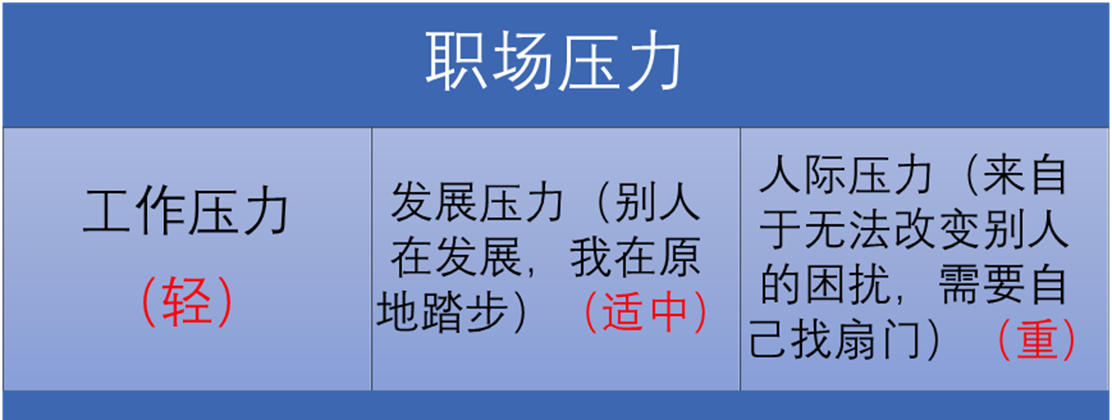 职场压力
工作压力
（轻）
发展压力（别人
在发展，我在原
地踏步）（适中）
人际压力（来自
于无法改变别人
的困扰，需要自
己找扇门）（重）